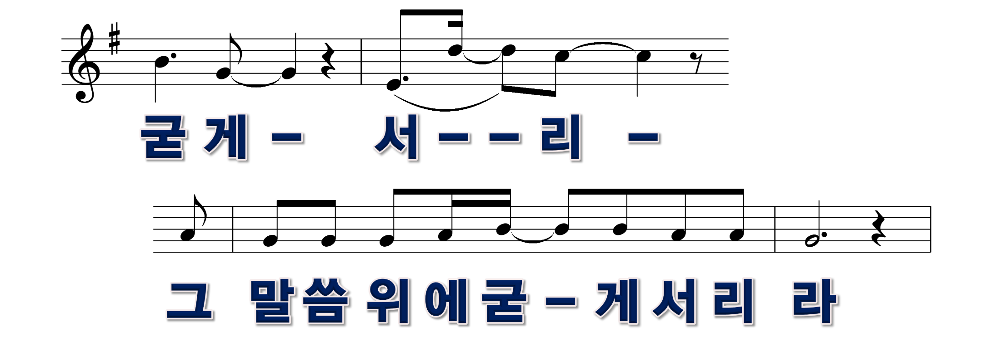 굳 게 - 서 - - 리 -
그 말 씀 위 에 굳 - 게 서 리 라